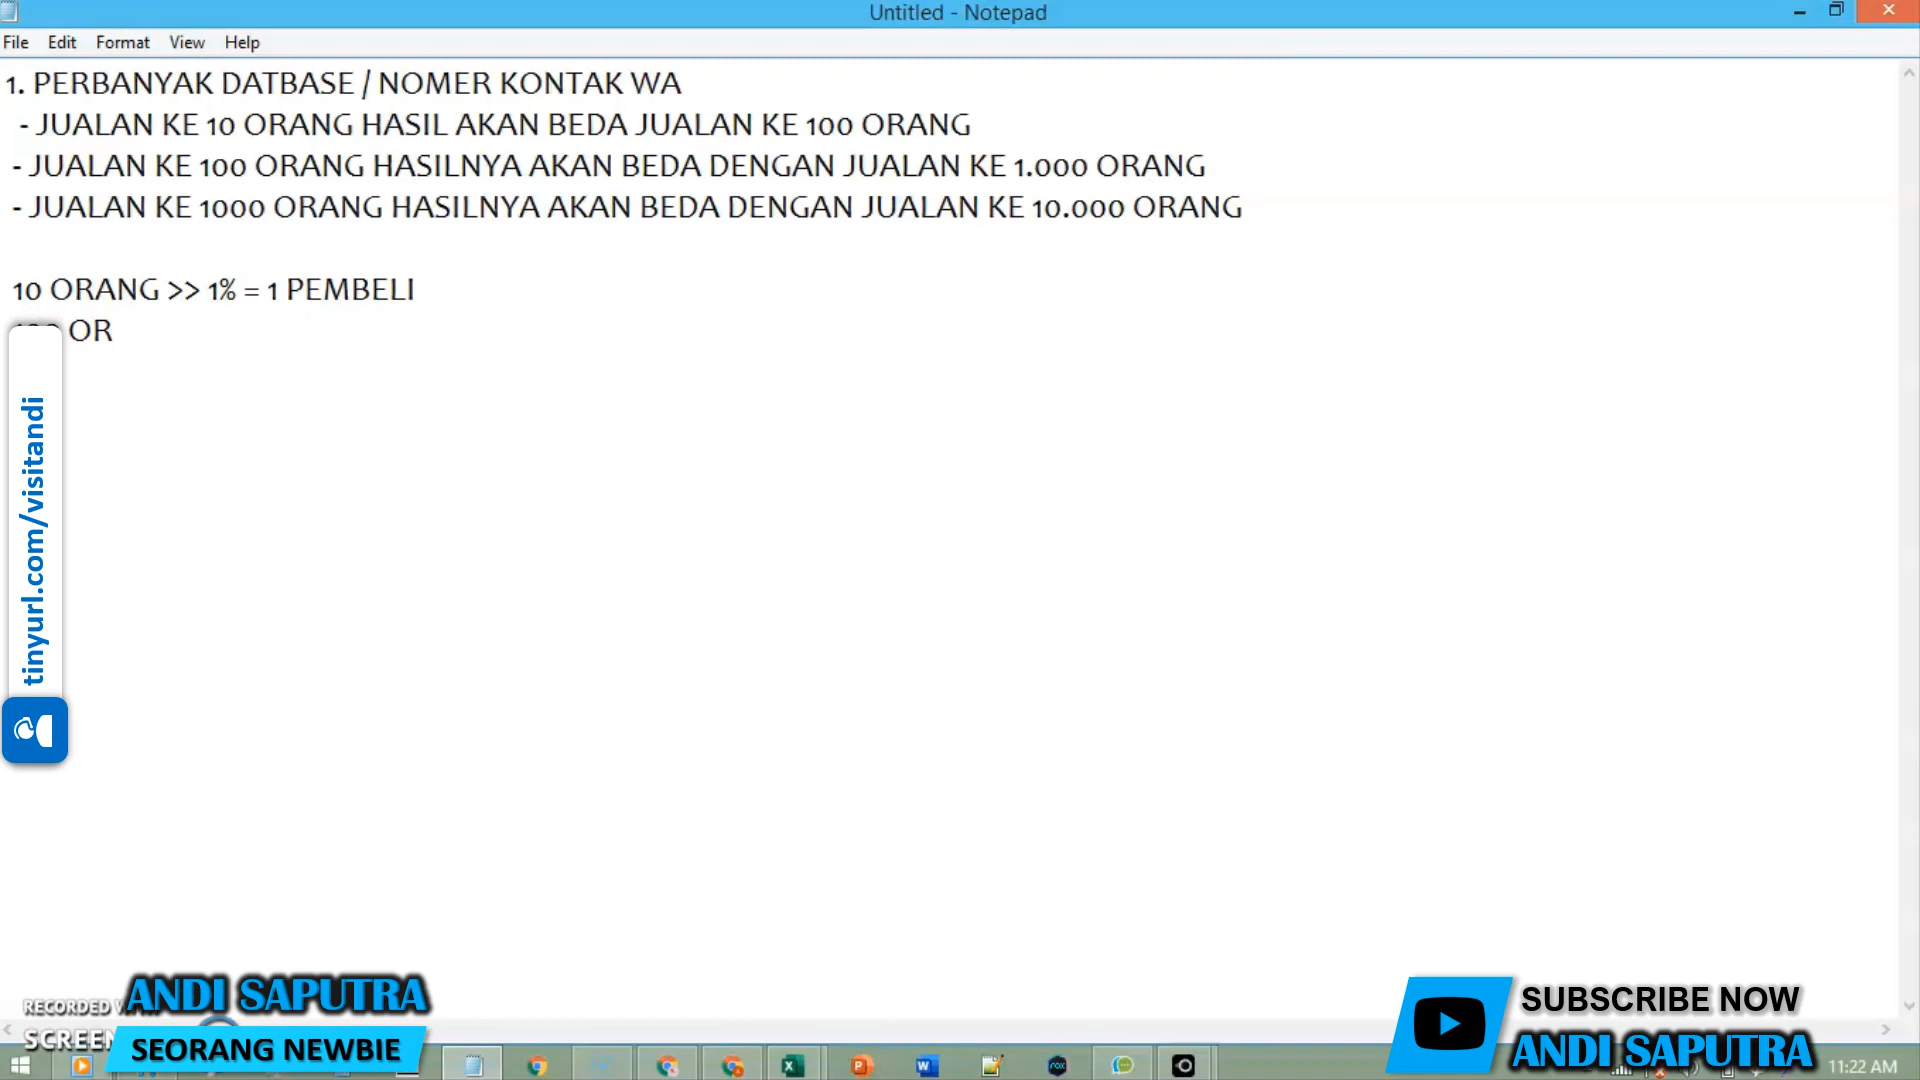 Untitled - Notepad
File Edit Format View Help
1. PERBANYAK DATBASE / NOMER KONTAK WA
- JUALAN KE 10 ORANG HASIL AKAN BEDA JUALAN KE 100 ORANG
- JUALAN KE 100 ORANG HASILNYA AKAN BEDA DENGAN JUALAN KE 1.000 ORANG
- JUALAN KE 1000 ORANG HASILNYA AKAN BEDA DENGAN JUALAN KE 10.000 ORANG
10 ORANG >> 1% = 1 PEMBELI
OR
tinyurl.com/visitandi
RECORDED
ANDI SAPUTRA
SCREEN
SEORANG NEWBIE
SUBSCRIBE NOW
ANDI SAPUTRA
11:22 AM